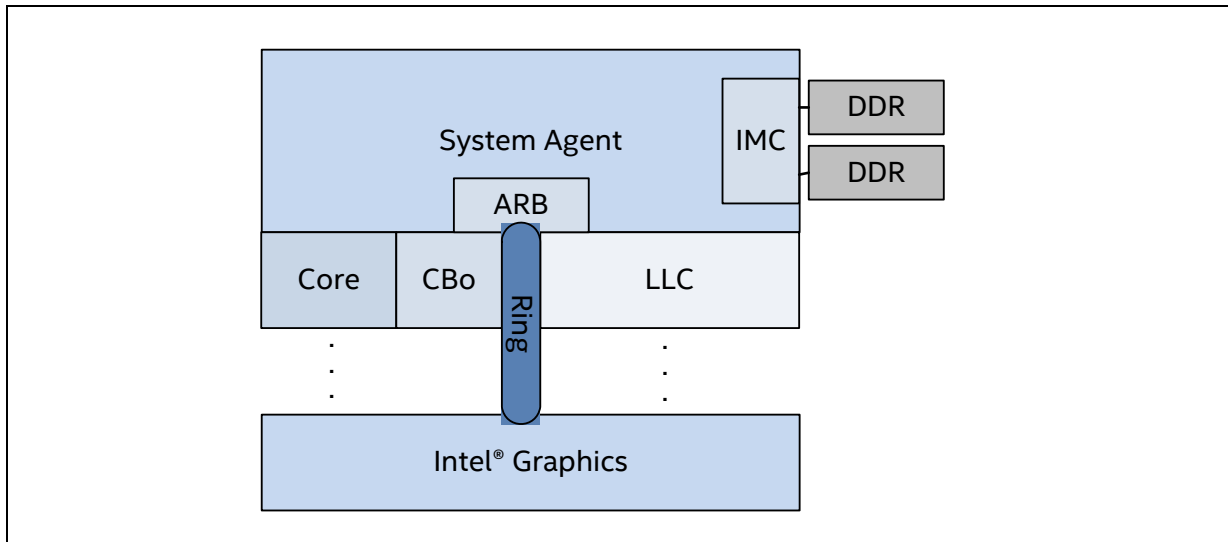 System Agent
IMC
DDR
DDR
ARB
Core
CBo
Ring
LLC
Intel® Graphics